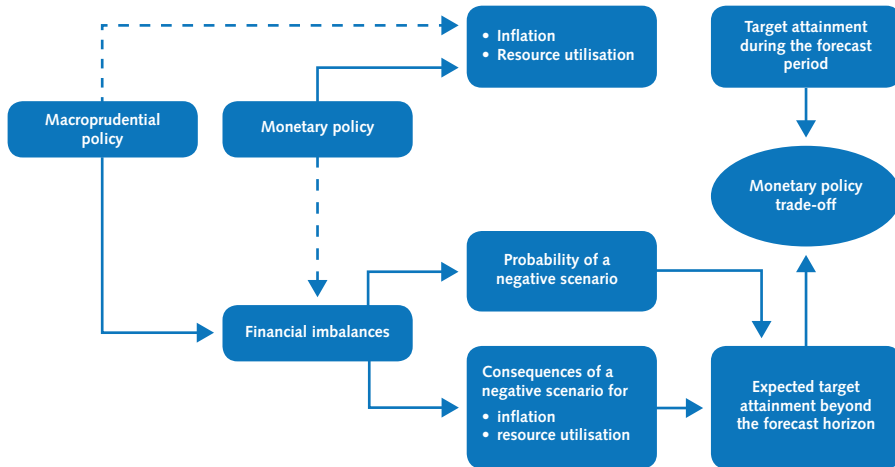 • Inflation
• Resource utilisation
Target attainment
during the forecast
period
Macroprudential
policy
Monetary policy
Monetary policy
trade-off
Probability of a
negative scenario
Financial imbalances
Consequences of a
negative scenario for
• inflation
• resource utilisation
Expected target
attainment beyond
the forecast horizon